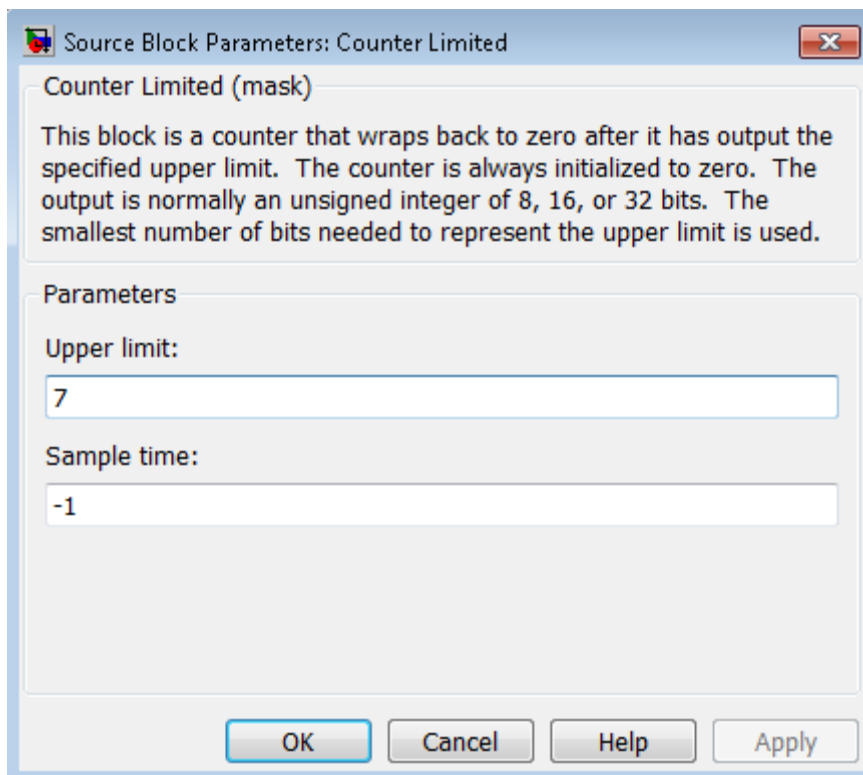 Source Block Parameters: Counter Limited
Counter Limited (mask)
This block is a counter that wraps back to zero after it has output the
specified upper limit.  The counter is always initialized to zero.  The
output is normally an unsigned integer of 8, 16, or 32 bits.  The
smallest number of bits needed to represent the upper limit is used.
Parameters
Upper limit:
7
Sample time:
-1
OK Cancel Help Apply